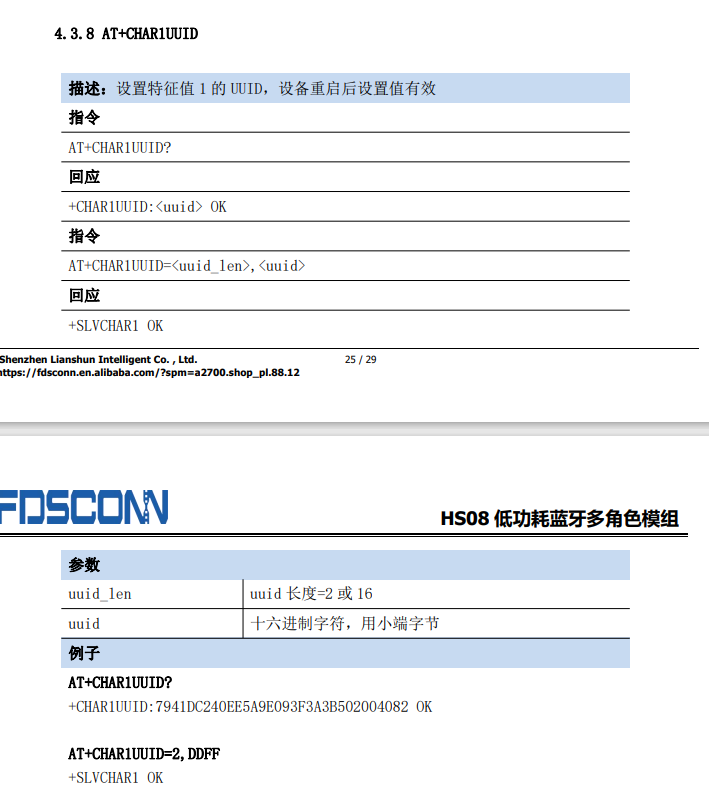 4.3.8 AT+CHAR1UUID
描述：设置特征值 1 的 UUID，设备重启后设置值有效
指令
AT+CHAR1UUID?
回应
+CHAR1UUID:<uuid> OK
指令
AT+CHAR1UUID=<uuid_len>,<uuid>
回应
+SLVCHAR1 OK
Shenzhen Lianshun Intelligent Co. , Ltd. 25 / 29
https://fdsconn.en.alibaba.com/?spm=a2700.shop_pl.88.12
FDSCONN
HS08 低功耗蓝牙多角色模组
参数
uuid_len uuid 长度=2 或 16
uuid 十六进制字符，用小端字节
例子
AT+CHAR1UUID?
+CHAR1UUID:7941DC240EE5A9E093F3A3B502004082 OK
AT+CHAR1UUID=2,DDFF
+SLVCHAR1 OK